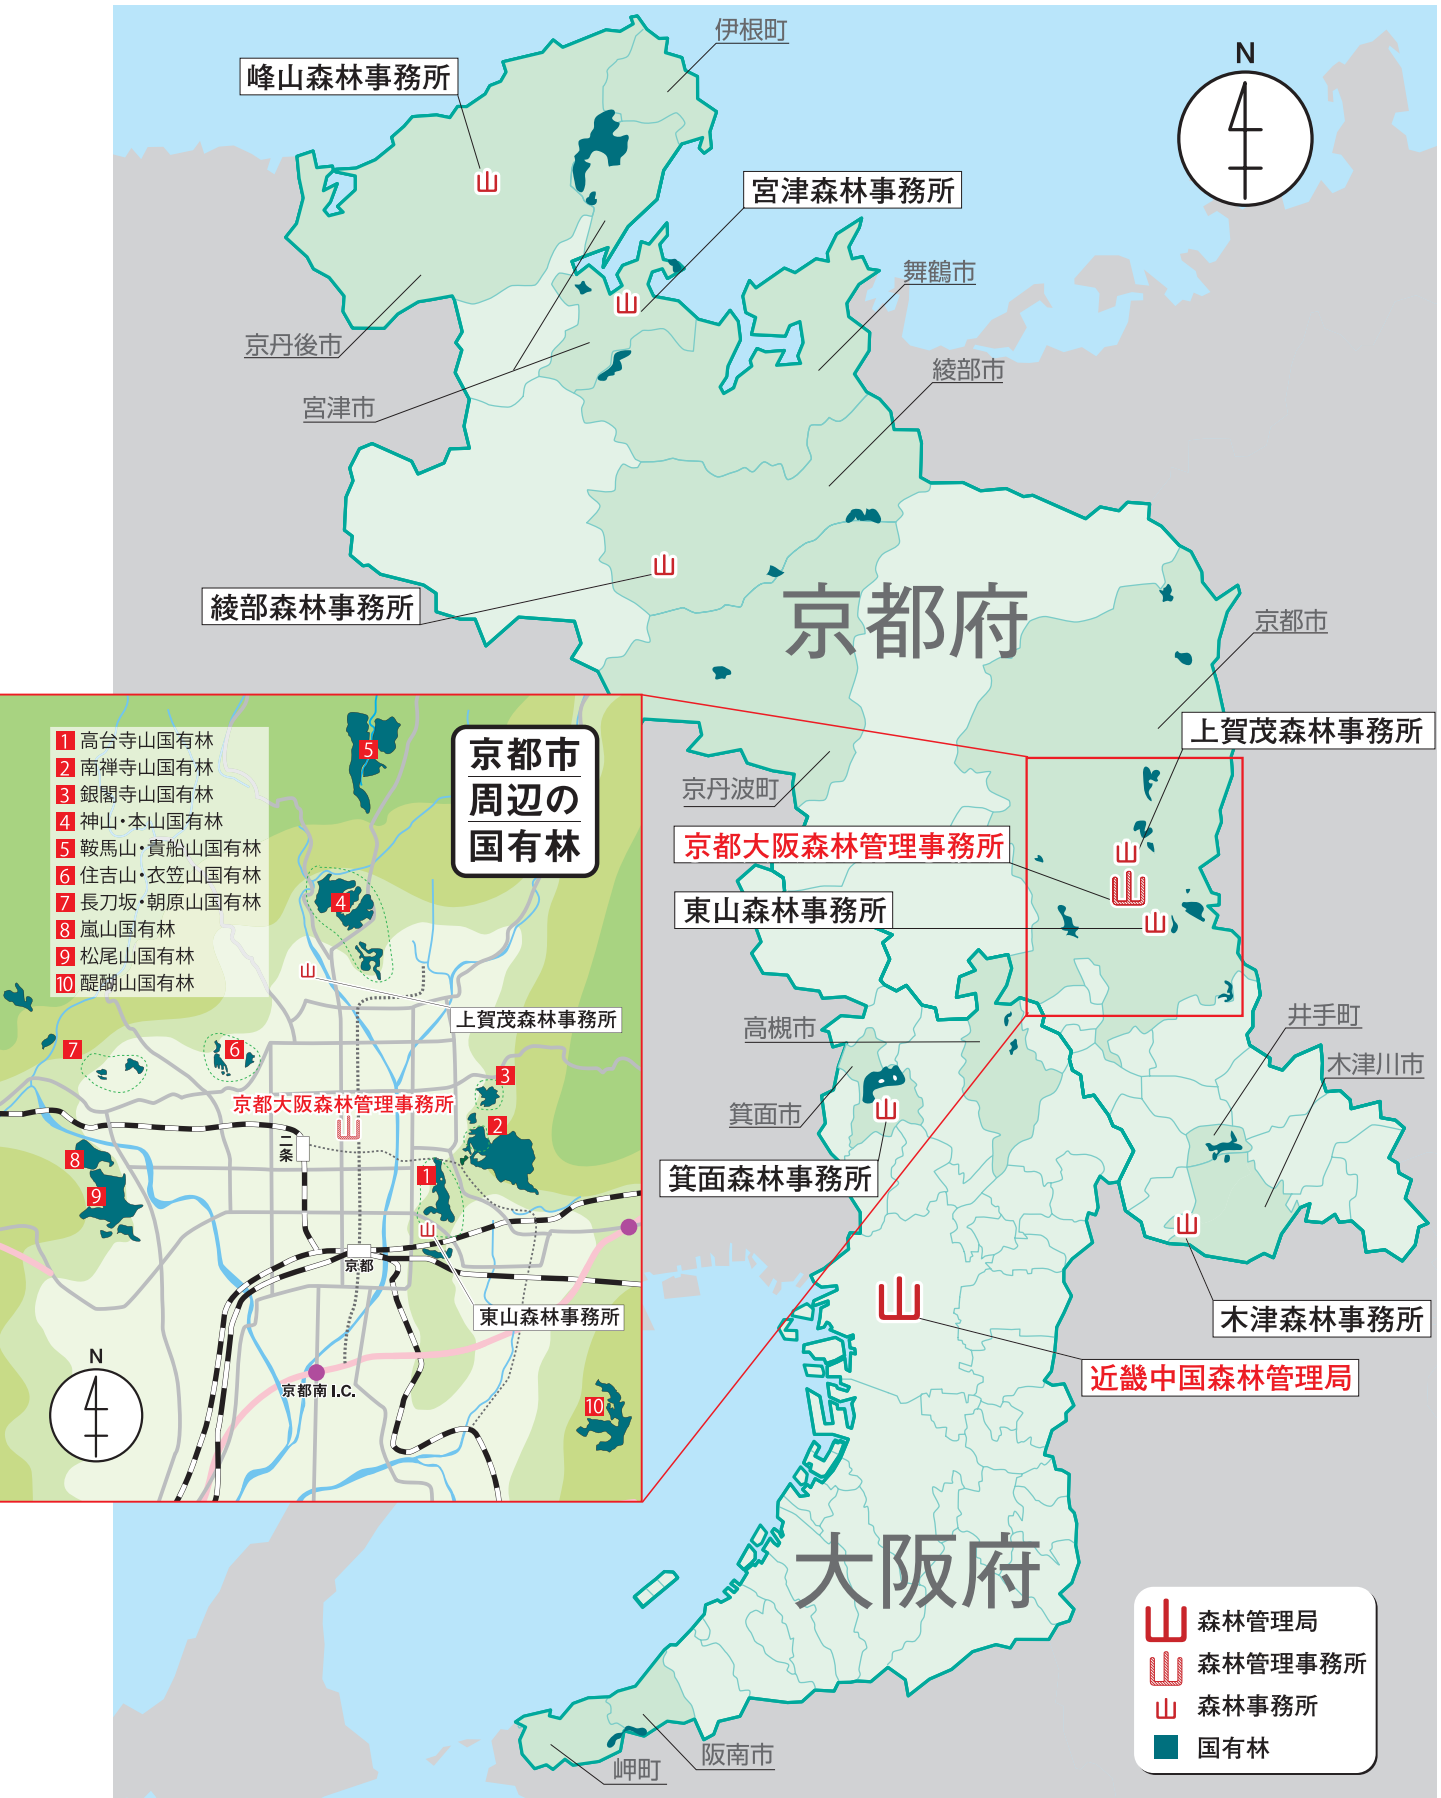 伊根町
峰山森林事務所
N
宮津森林事務所
舞鶴市
京丹後市
綾部市
宮津市
綾部森林事務所
京都府
京都市
上賀茂森林事務所
京丹波町
京都大阪森林管理事務所
東山森林事務所
高槻市
井手町
木津川市
箕面市
箕面森林事務所
木津森林事務所
近畿中国森林管理局
大阪府
阪南市
岬町
森林管理局
森林管理事務所
森林事務所
国有林
京都市
周辺の
国有林
1 高台寺山国有林
2 南禅寺山国有林
3 銀閣寺山国有林
4 神山・本山国有林
5 鞍馬山・貴船山国有林
6 住吉山・衣笠山国有林
7 長刀坂・朝原山国有林
8 嵐山国有林
9 松尾山国有林
10 醍醐山国有林
5
4
上賀茂森林事務所
7
6
3
京都大阪森林管理事務所
2
二条
8
1
9
京都
東山森林事務所
N
京都南I.C.
10